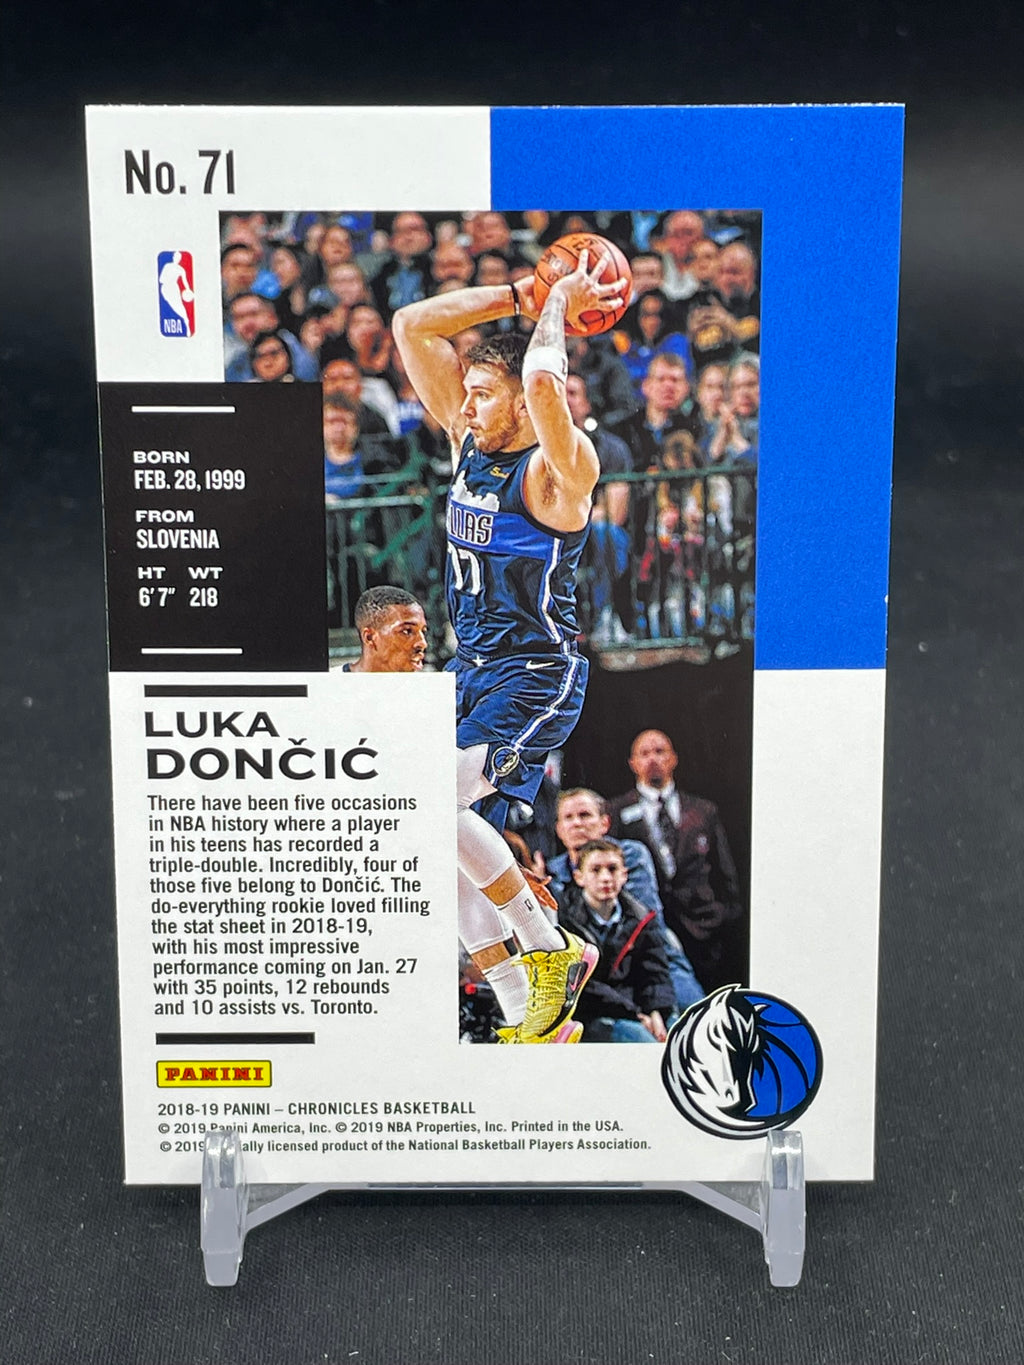 No. 71
NBA
BORN
FEB. 28, 1999
FROM
SLOVENIA
HT WT
6'7" 218
LLAS
77
LUKA
DONČIĆ
There have been five occasions
in NBA history where a player
in his teens has recorded a
triple-double. Incredibly, four of
those five belong to Dončić. The
do-everything rookie loved filling
the stat sheet in 2018-19,
with his most impressive
performance coming on Jan. 27
with 35 points, 12 rebounds
and 10 assists vs. Toronto.
PANINI
2018-19 PANINI – CHRONICLES BASKETBALL
© 2019 Panini America, Inc. © 2019 NBA Properties, Inc. Printed in the USA.
© 2019 ally licensed product of the National Basketball Players Association.